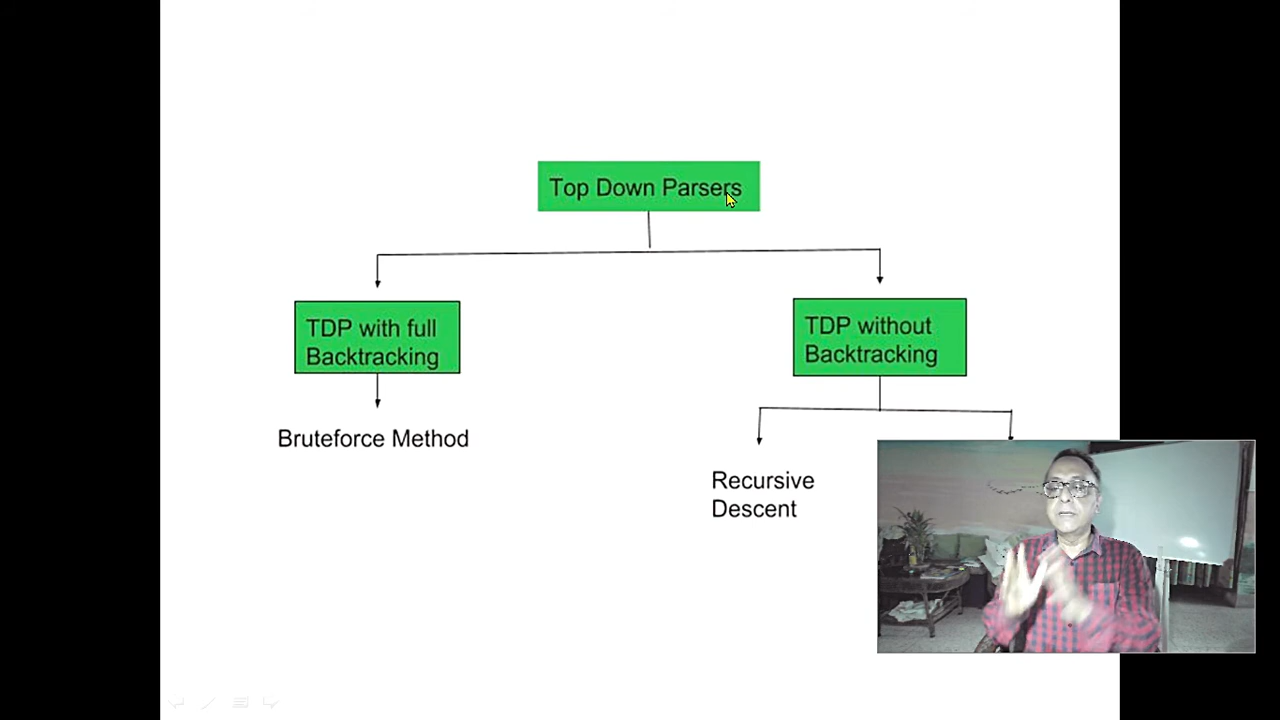 Top Down Parsers
TDP with full
Backtracking
TDP without
Backtracking
Bruteforce Method
Recursive
Descent